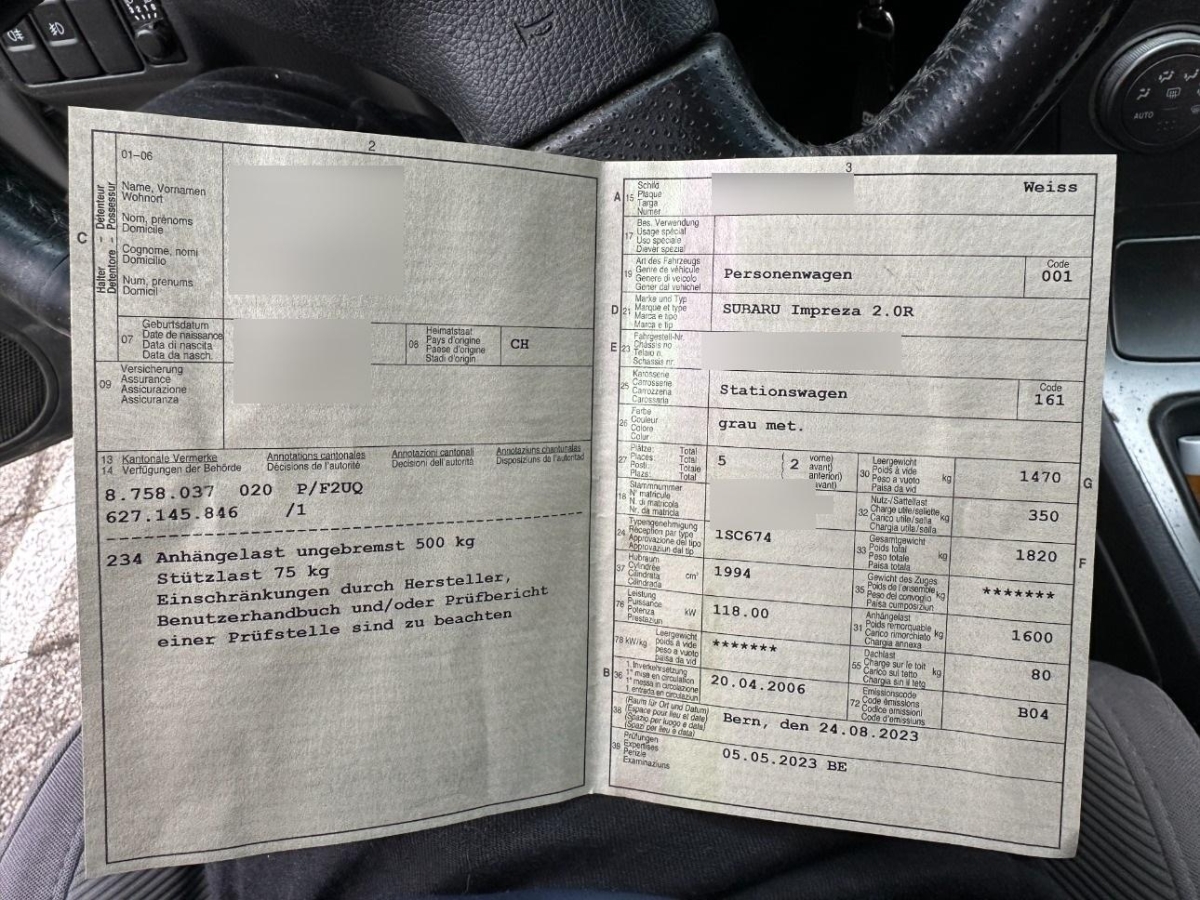 2
01-06
C
Halter - Détenteur
Detentore - Possessur
Name, Vornamen
Wohnort
Nom, prénoms
Domicile
Cognome, nomi
Domicilio
Num, prenums
Domicil
07
Geburtsdatum
Date de naissance
Data di nascita
Data da nasch.
08
Heimatstaat
Pays d'origine
Paese d'origine
Stadi d'origin
CH
09
Versicherung
Assurance
Assicurazione
Assicuranza
13 Kantonale Vermerke
14 Verfügungen der Behörde
Annotations cantonales
Décisions de l'autorité
Annotazioni cantonali
Decisioni dell'autorità
Annotaziuns chantunalas
Disposiziuns da l'autoritad
8.758.037 020 P/F2UQ
627.145.846 /1
234 Anhängelast ungebremst 500 kg
Stützlast 75 kg
Einschränkungen durch Hersteller,
Benutzerhandbuch und/oder Prüfbericht
einer Prüfstelle sind zu beachten
3
A 15
Schild
Plaque
Targa
Numer
Weiss
17
Bes. Verwendung
Usage spécial
Uso speciale
Diever spezial
19
Art des Fahrzeugs
Genre de véhicule
Genere di veicolo
Gener dal vehichel
Personenwagen
Code
001
D 21
Marke und Typ
Marque et type
Marca e tipo
Marca e tip
SUBARU Impreza 2.0R
E 23
Fahrgestell-Nr.
Châssis no
Telaio n.
Schassis nr.
25
Karosserie
Carrosserie
Carrozzeria
Carossaria
Stationswagen
Code
161
26
Farbe
Couleur
Colore
Colur
grau met.
27
Plätze: Total
Places: Total
Posti: Totale
Plazs: Total
5
2
vorne)
avant)
anteriori)
avant)
30
Leergewicht
Poids à vide
Peso a vuoto
Paisa da vid
kg
1470
G
18
Stammnummer
N° matricule
N. di matricola
Nr. da matricla
32
Nutz-/Sattellast
Charge utile/sellette
Carico utile/sella
Chargia utila/sella
kg
350
24
Typengenehmigung
Réception par type
Approvazione del tipo
Approvaziun dal tip
1SC674
33
Gesamtgewicht
Poids total
Peso totale
Paisa totala
kg
1820
F
37
Hubraum
Cylindrée
Cilindrata
Cilindrada
cm³
1994
35
Gewicht des Zuges
Poids de l'ensemble
Peso del convoglio
Paisa cumposiziun
kg
*******
76
Leistung
Puissance
Potenza
Prestaziun
kW
118.00
31
Anhängelast
Poids remorquable
Carico rimorchiato
Chargia annexa
kg
1600
78 kW/kg
Leergewicht
poids à vide
peso a vuoto
paisa da vid
*******
55
Dachlast
Charge sur le toit
Carico sul tetto
Chargia sin il tetg
kg
80
B 36
1. Inverkehrsetzung
1re mise en circulation
1a messa in circolazione
1. entrada en circulaziun
20.04.2006
72
Emissionscode
Code émissions
Codice emissioni
Code d'emissiuns
B04
38
(Raum für Ort und Datum)
(Espace pour lieu et date)
(Spazio per luogo e data)
(Spazi per lieu e data)
Bern, den 24.08.2023
39
Prüfungen
Expertises
Perizie
Examinaziuns
05.05.2023 BE
AUTO